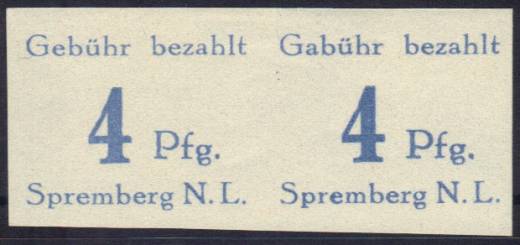 Gebühr bezahlt
4 Pfg.
Spremberg N. L.
Gabühr bezahlt
4 Pfg.
Spremberg N. L.